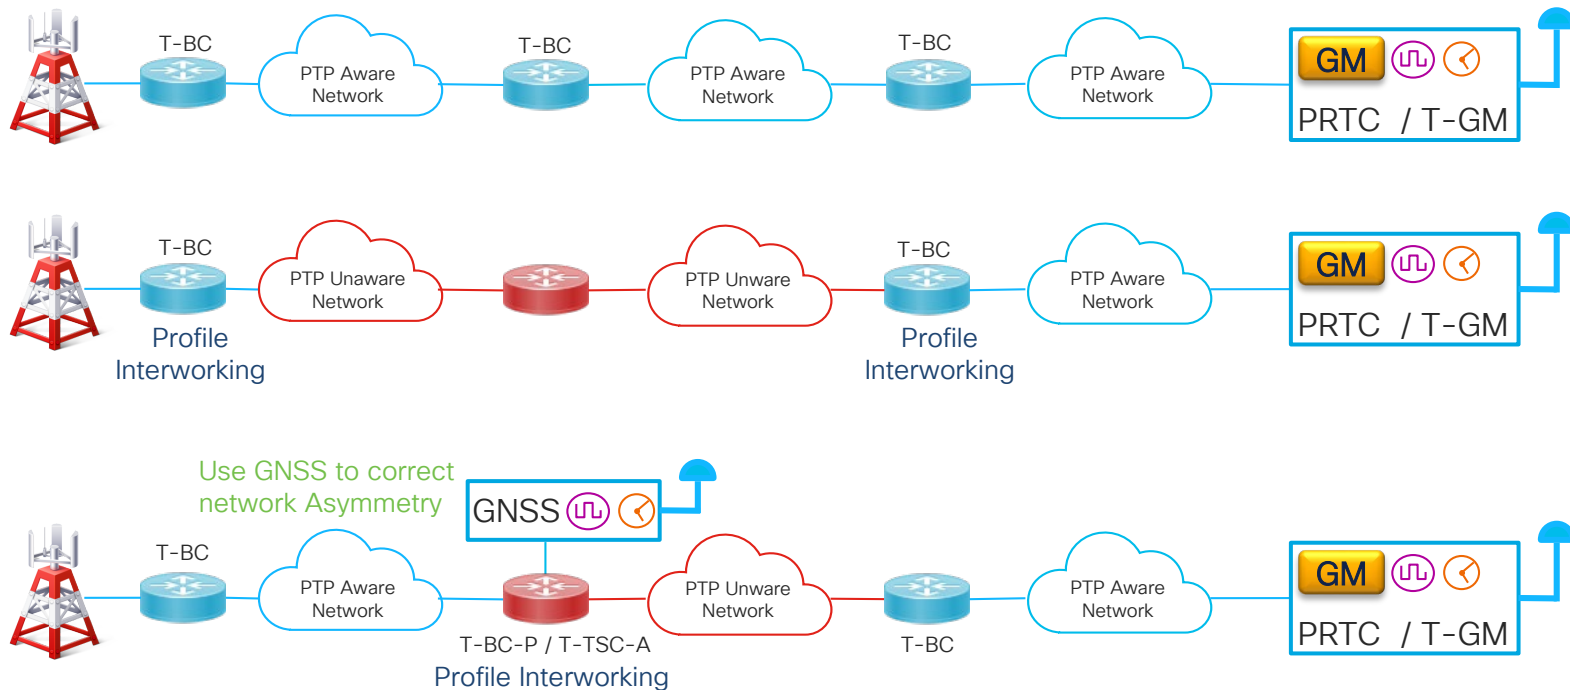 T-BC
T-BC
T-BC
PTP Aware
Network
PTP Aware
Network
PTP Aware
Network
GM
PRTC / T-GM
T-BC
T-BC
PTP Unaware
Network
PTP Unware
Network
PTP Aware
Network
GM
PRTC / T-GM
Profile
Interworking
Profile
Interworking
Use GNSS to correct
network Asymmetry
GNSS
T-BC
PTP Aware
Network
PTP Unware
Network
PTP Aware
Network
GM
PRTC / T-GM
T-BC-P / T-TSC-A
T-BC
Profile Interworking